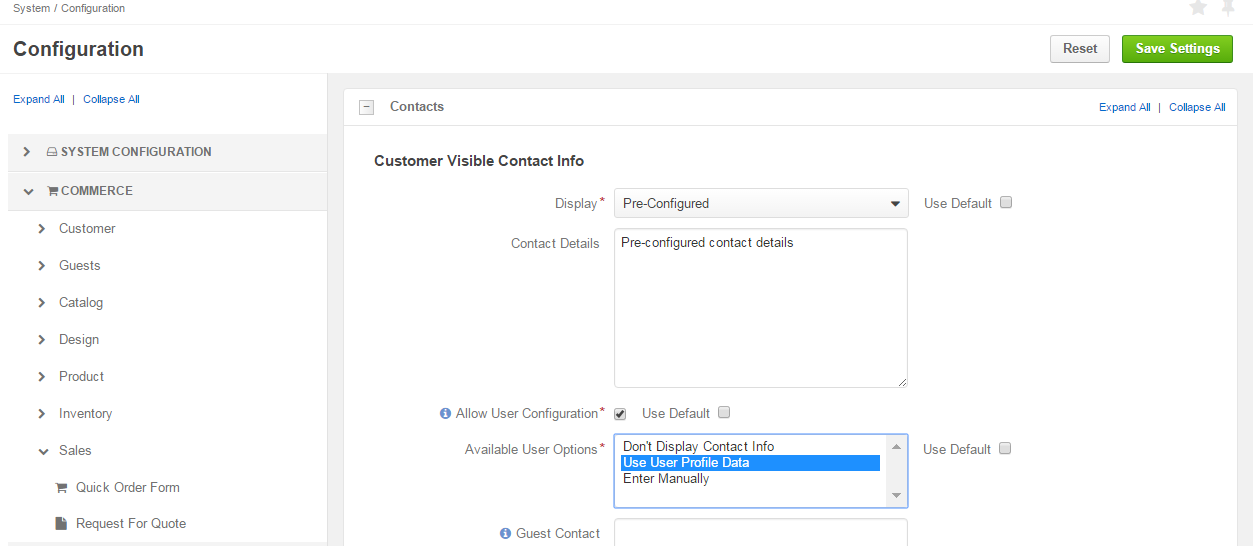 System / Configuration
Configuration
Reset
Save Settings
Expand All | Collapse All
SYSTEM CONFIGURATION
COMMERCE
Customer
Guests
Catalog
Design
Product
Inventory
Sales
Quick Order Form
Request For Quote
Contacts
Expand All | Collapse All
Customer Visible Contact Info
Display* Pre-Configured Use Default
Contact Details Pre-configured contact details
Allow User Configuration* Use Default
Available User Options* Don't Display Contact Info Use Default
Use User Profile Data
Enter Manually
Guest Contact